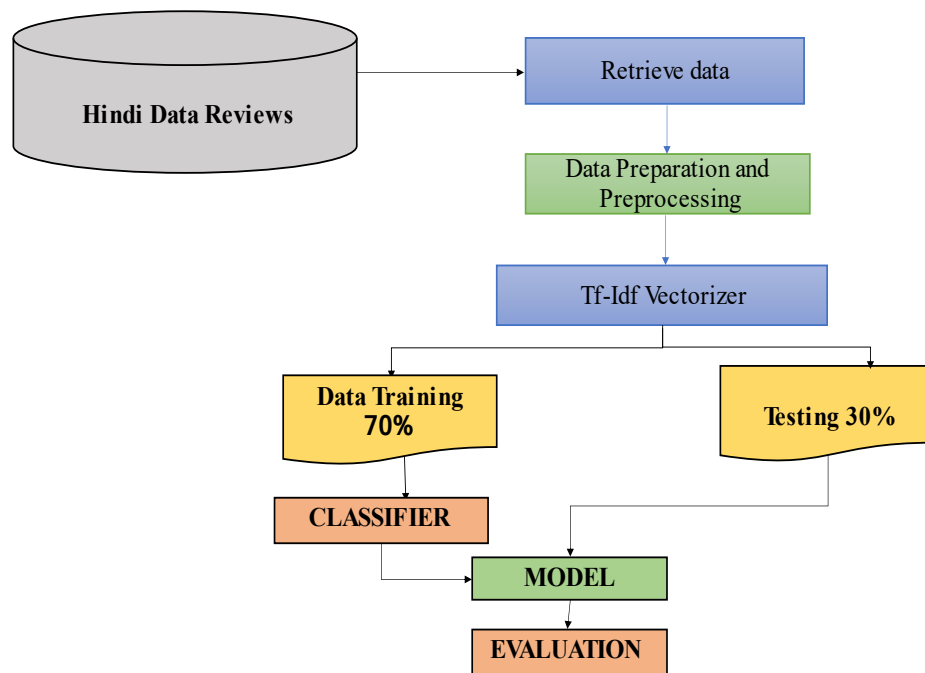 Hindi Data Reviews
Retrieve data
Data Preparation and
Preprocessing
Tf-Idf Vectorizer
Data Training
70%
Testing 30%
CLASSIFIER
MODEL
EVALUATION